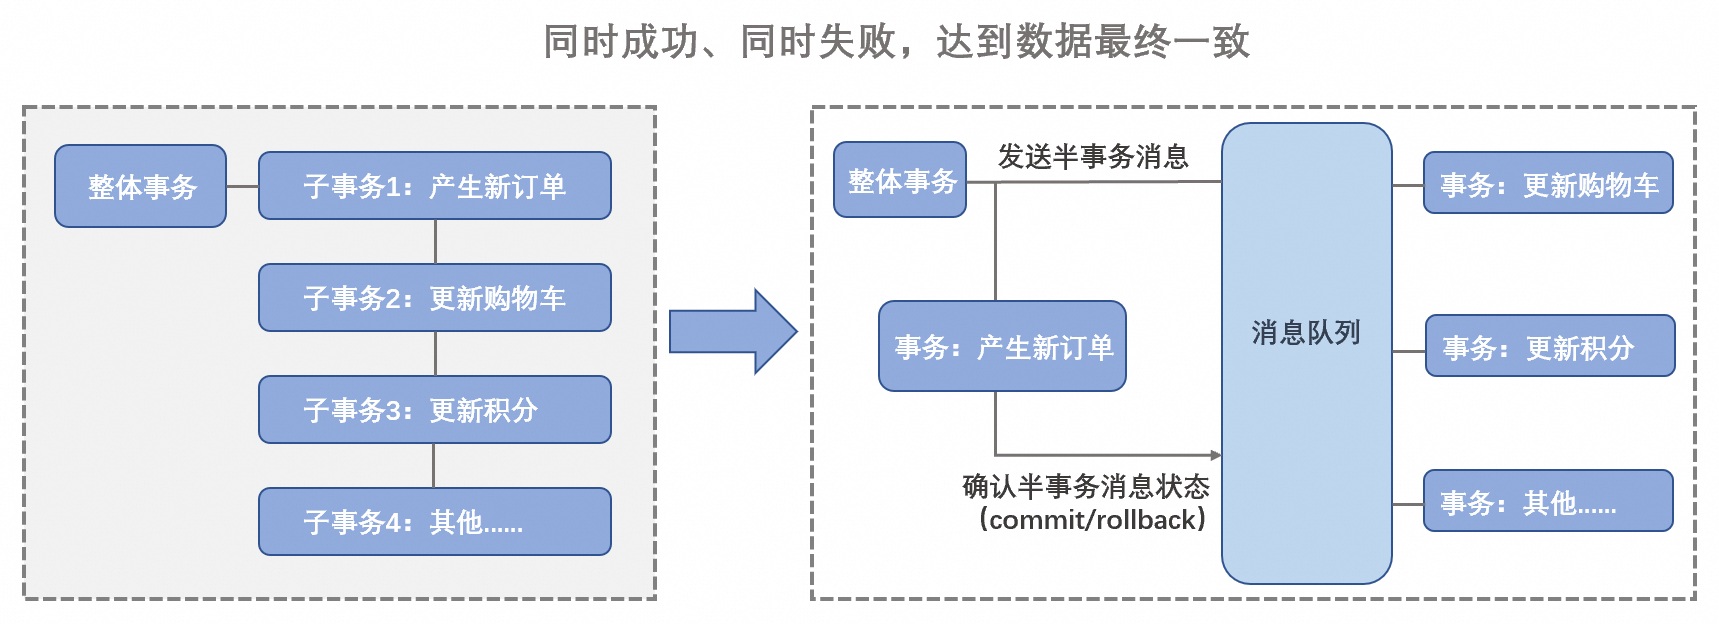 同时成功、同时失败，达到数据最终一致
整体事务
子事务1：产生新订单
子事务2：更新购物车
子事务3：更新积分
子事务4：其他......
整体事务
发送半事务消息
事务：产生新订单
确认半事务消息状态
（commit/rollback）
消息队列
事务：更新购物车
事务：更新积分
事务：其他......